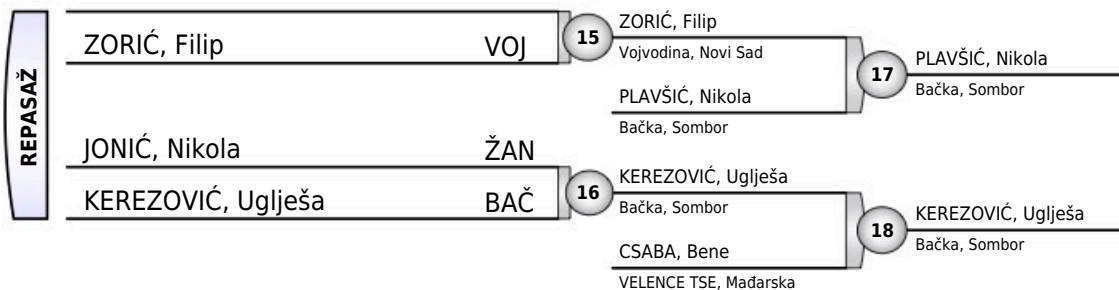 REPASAŽ
ZORIĆ, Filip VOJ
15
ZORIĆ, Filip
Vojvodina, Novi Sad
PLAVŠIĆ, Nikola
Bačka, Sombor
17
PLAVŠIĆ, Nikola
Bačka, Sombor
JONIĆ, Nikola ŽAN
KEREZOVIĆ, Uglješa BAČ
16
KEREZOVIĆ, Uglješa
Bačka, Sombor
CSABA, Bene
VELENCE TSE, Mađarska
18
KEREZOVIĆ, Uglješa
Bačka, Sombor